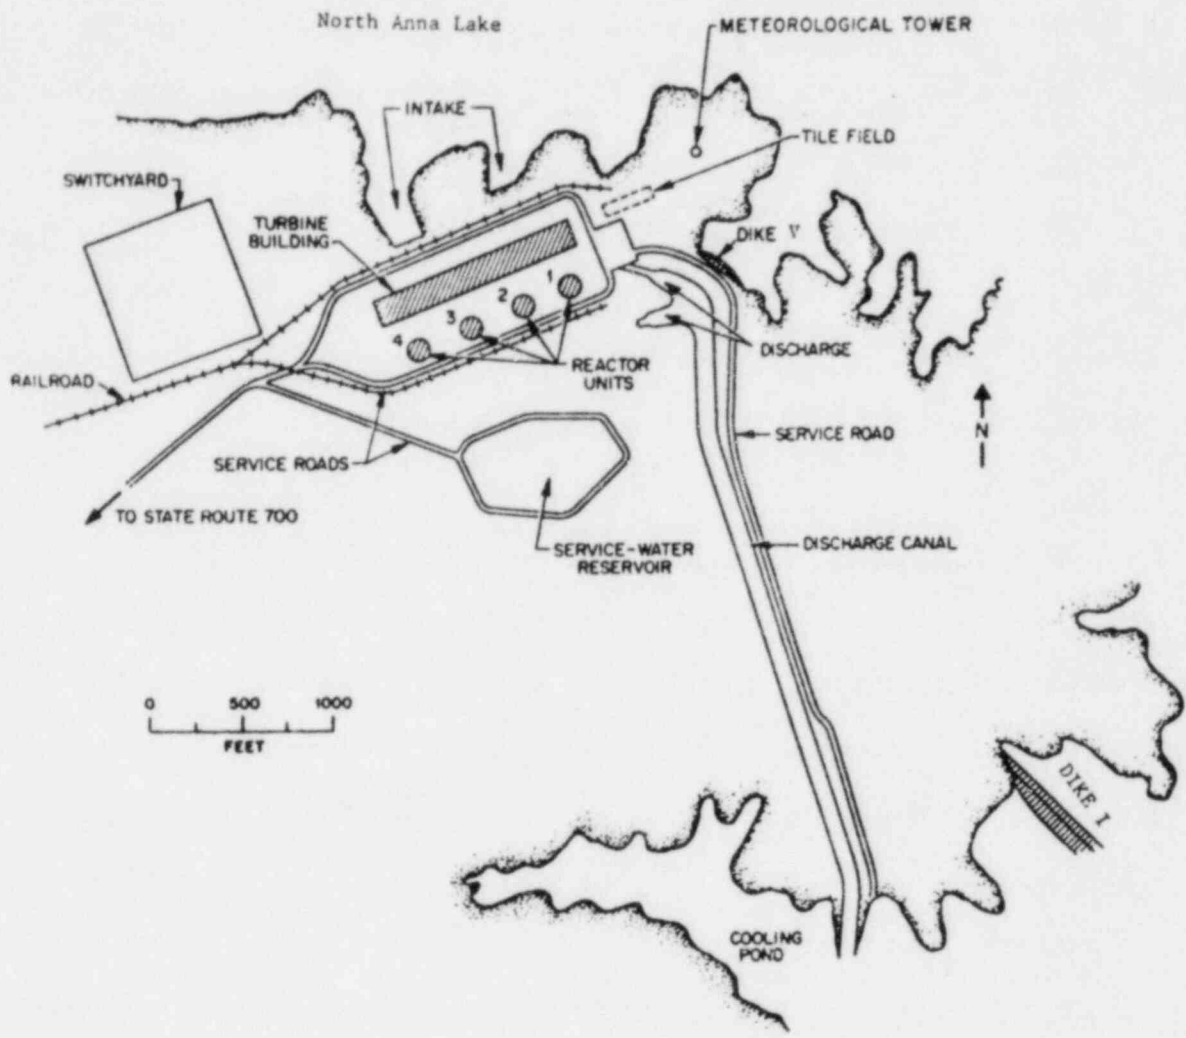 North Anna Lake
METEOROLOGICAL TOWER
INTAKE
TILE FIELD
SWITCHYARD
TURBINE
BUILDING
DIKE V
1
2
3
4
DISCHARGE
REACTOR
UNITS
RAILROAD
N
SERVICE ROAD
SERVICE ROADS
TO STATE ROUTE 700
SERVICE-WATER
RESERVOIR
DISCHARGE CANAL
0 500 1000
FEET
DIKE I
COOLING
POND